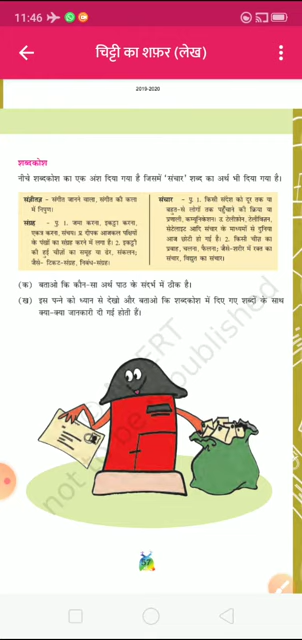 11:46
चिट्टी का शफ़र (लेख)
2019-2020
शब्दकोश
नीचे शब्दकोश का एक अंश दिया गया है जिसमें 'संचार' शब्द का अर्थ भी दिया गया है।
संगीतज्ञ - संगीत जानने वाला, संगीत की कला
में निपुण।
संग्रह - पु. 1. जमा करना, इकट्ठा करना,
एकत्र करना, संचय; प्र दीपक आजकल पक्षियों
के पंखों का संग्रह करने में लगा है। 2. इकट्ठी
की हुई चीज़ों का समूह या ढेर, संकलन;
जैसे- टिकट-संग्रह, निबंध-संग्रह।
संचार - पु. 1. किसी संदेश को दूर तक या
बहुत-से लोगों तक पहुँचाने की क्रिया या
प्रणाली, कम्यूनिकेशन; उ टेलीफ़ोन, टेलीविज़न,
सेटेलाइट आदि संचार के माध्यमों से दुनिया
आज छोटी हो गई है। 2. किसी चीज़ का
प्रवाह, चलना, फैलना; जैसे-शरीर में रक्त का
संचार, विद्युत का संचार।
(क) बताओ कि कौन-सा अर्थ पाठ के संदर्भ में ठीक है।
(ख) इस पन्ने को ध्यान से देखो और बताओ कि शब्दकोश में दिए गए शब्दों के साथ
क्या-क्या जानकारी दी गई होती है।
not to be republished